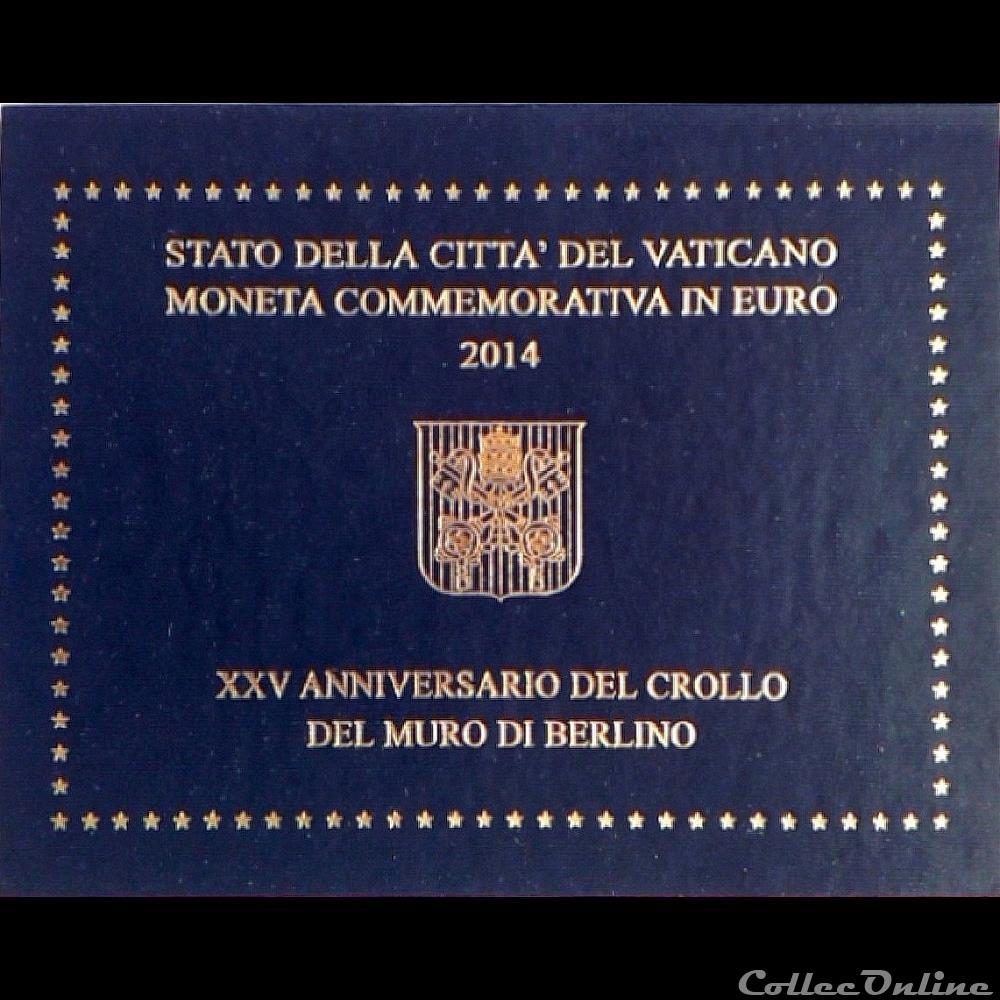 STATO DELLA CITTA' DEL VATICANO
MONETA COMMEMORATIVA IN EURO
2014
XXV ANNIVERSARIO DEL CROLLO
DEL MURO DI BERLINO
CollecOnline